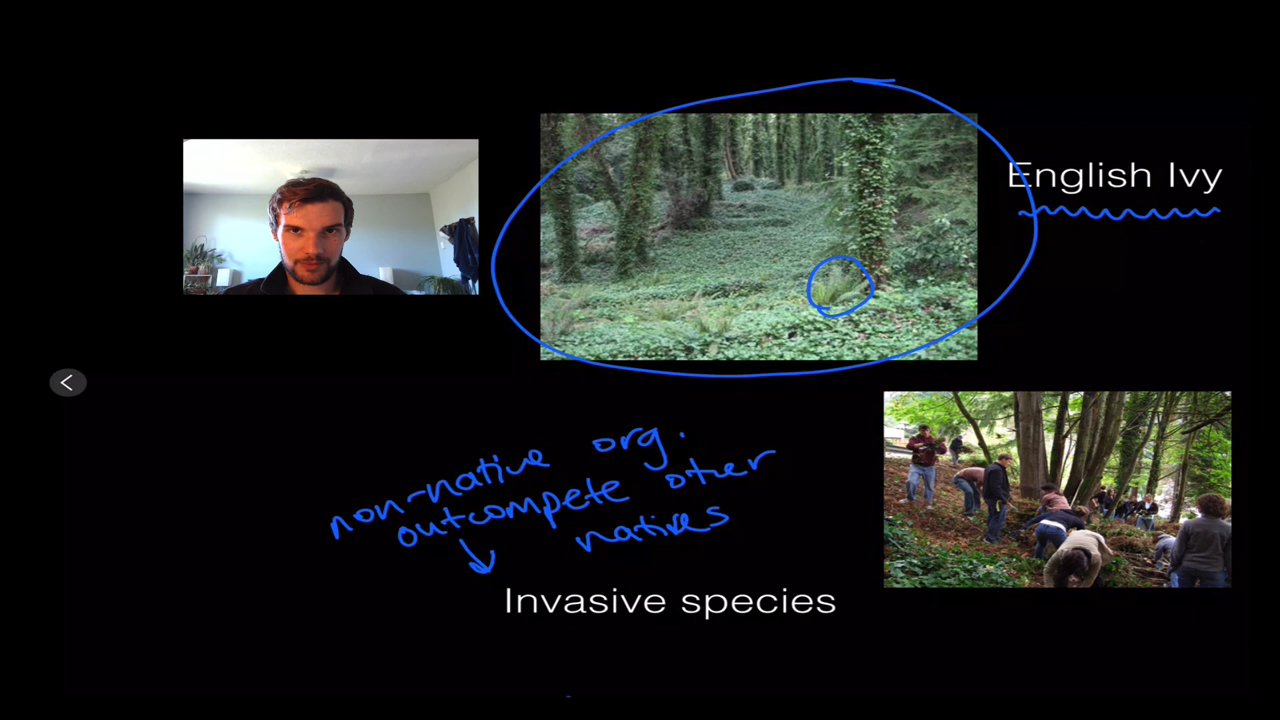 English Ivy
non-native org.
outcompete other
natives
Invasive species